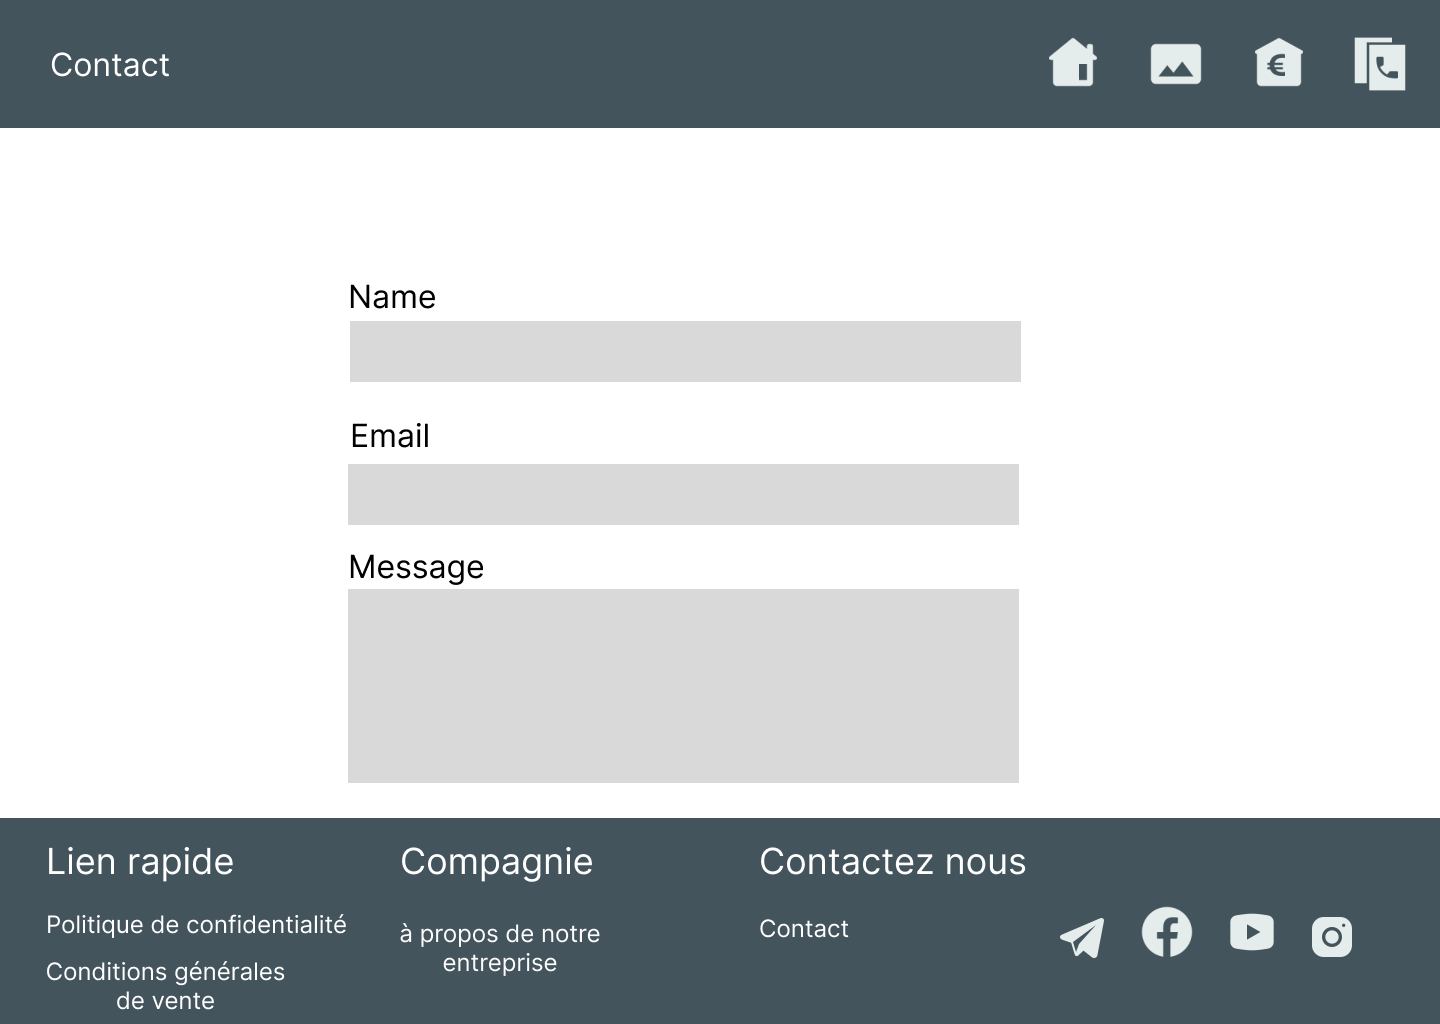 Contact
€
Name
Email
Message
Lien rapide
Compagnie
Contactez nous
Politique de confidentialité
à propos de notre
entreprise
Contact
Conditions générales
de vente